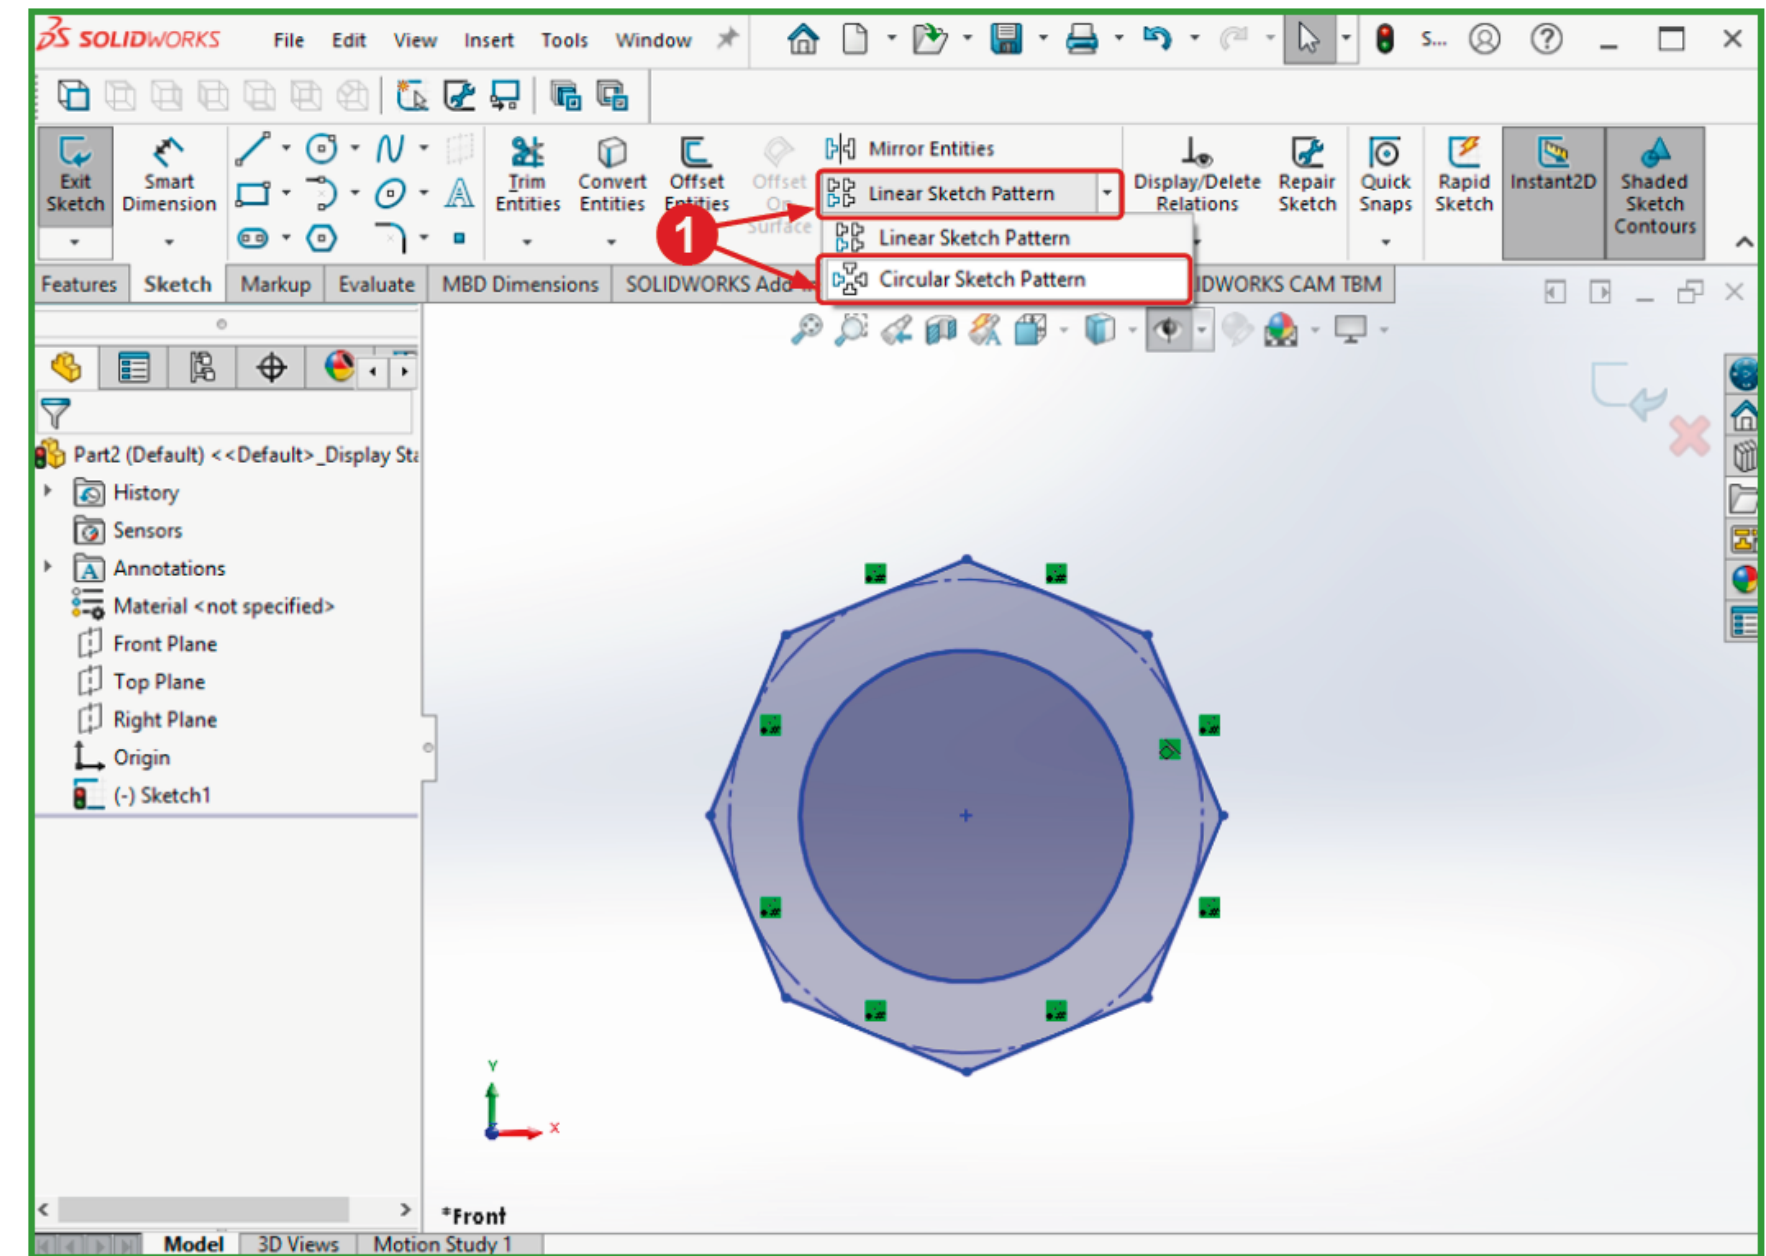 SOLIDWORKS File Edit View Insert Tools Window S...
Exit Sketch
Smart Dimension
Trim Entities
Convert Entities
Offset Entities
Offset On Surface
Mirror Entities
Linear Sketch Pattern
Linear Sketch Pattern
Circular Sketch Pattern
Display/Delete Relations
Repair Sketch
Quick Snaps
Rapid Sketch
Instant2D
Shaded Sketch Contours
1
Features Sketch Markup Evaluate MBD Dimensions SOLIDWORKS Add IDWORKS CAM TBM
Part2 (Default) <<Default>_Display Sta
History
Sensors
Annotations
Material <not specified>
Front Plane
Top Plane
Right Plane
Origin
(-) Sketch1
Y
X
*Front
Model 3D Views Motion Study 1